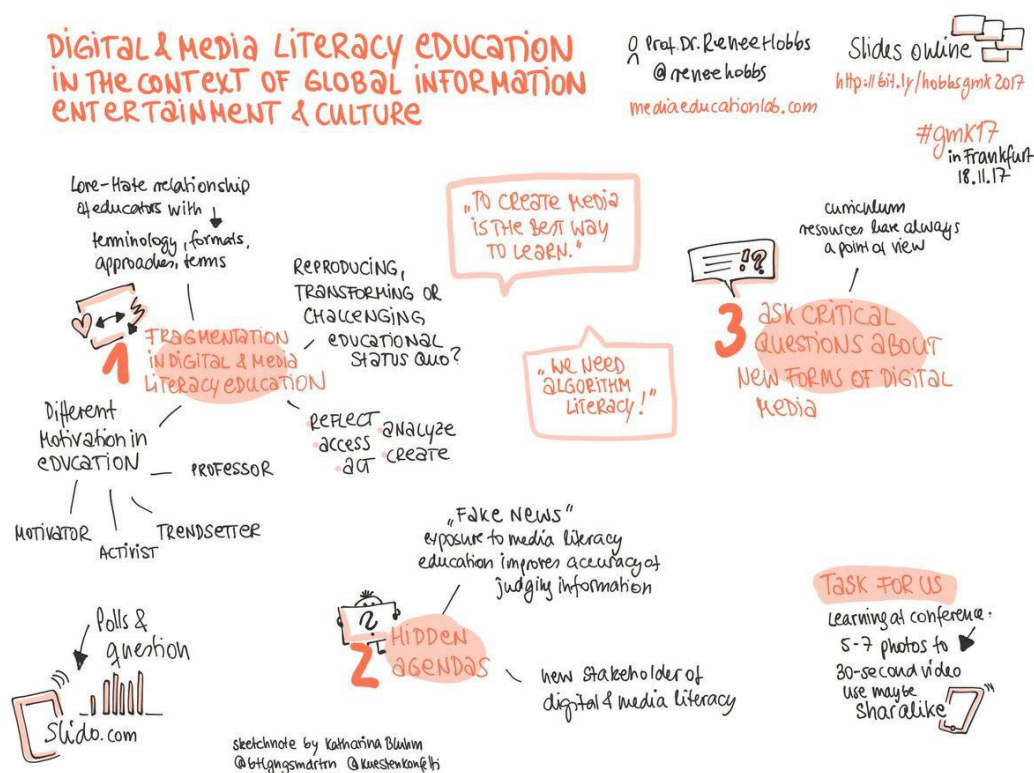 DIGITAL & MEDIA LITERACY EDUCATION
IN THE CONTEXT OF GLOBAL INFORMATION
ENTERTAINMENT & CULTURE
Prof. Dr. Renee Hobbs
@reneehobbs
mediaeducationlab.com
Slides online
http://bit.ly/hobbsgmk2017
#gmk17
in Frankfurt
18.11.17
Love-Hate relationship
of educators with
terminology, formats,
approaches, terms
1
FRAGMENTATION
IN DIGITAL & MEDIA
LITERACY EDUCATION
REPRODUCING,
TRANSFORMING OR
CHALLENGING
EDUCATIONAL
STATUS QUO?
REFLECT
ACCESS
ACT
ANALYZE
CREATE
Different
Motivation in
EDUCATION
PROFESSOR
TRENDSETTER
ACTIVIST
MOTIVATOR
„TO CREATE MEDIA
IS THE BEST WAY
TO LEARN."
„WE NEED
ALGORITHM
LITERACY!"
curriculum
resources have always
a point of view
!?
3
ASK CRITICAL
QUESTIONS ABOUT
NEW FORMS OF DIGITAL
MEDIA
„FAKE NEWS"
exposure to media literacy
education improves accuracy of
judging information
?
2
HIDDEN
AGENDAS
new stakeholder of
digital & media literacy
Polls &
question
Slido.com
TASK FOR US
Learning at conference:
5-7 photos to
30-second video
use maybe
Sharalike
sketchnote by Katharina Bluhm
@btlgngsmdrtrn @kuestenkonfetti